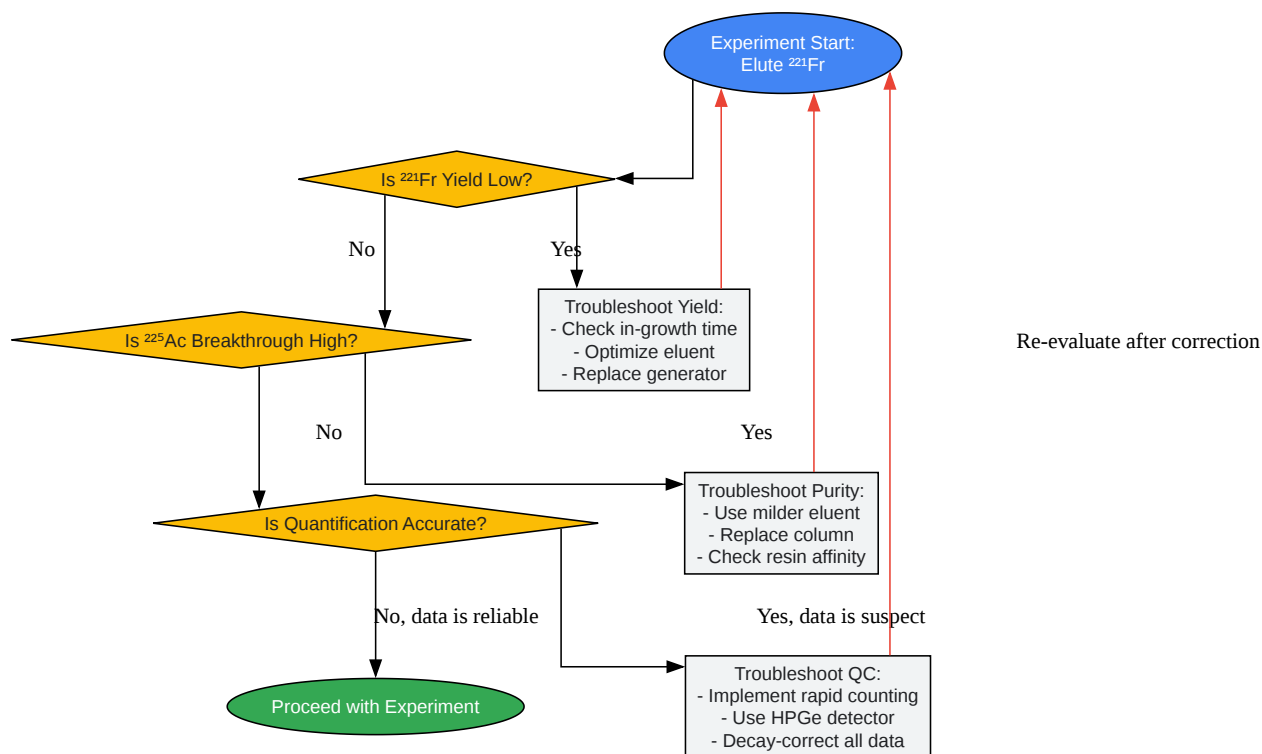 Experiment Start:
Elute ²²¹Fr
Is ²²¹Fr Yield Low?
No
Yes
Troubleshoot Yield:
- Check in-growth time
- Optimize eluent
- Replace generator
Is ²²⁵Ac Breakthrough High?
Re-evaluate after correction
No
Yes
Troubleshoot Purity:
- Use milder eluent
- Replace column
- Check resin affinity
Is Quantification Accurate?
No, data is reliable
Yes, data is suspect
Troubleshoot QC:
- Implement rapid counting
- Use HPGe detector
- Decay-correct all data
Proceed with Experiment